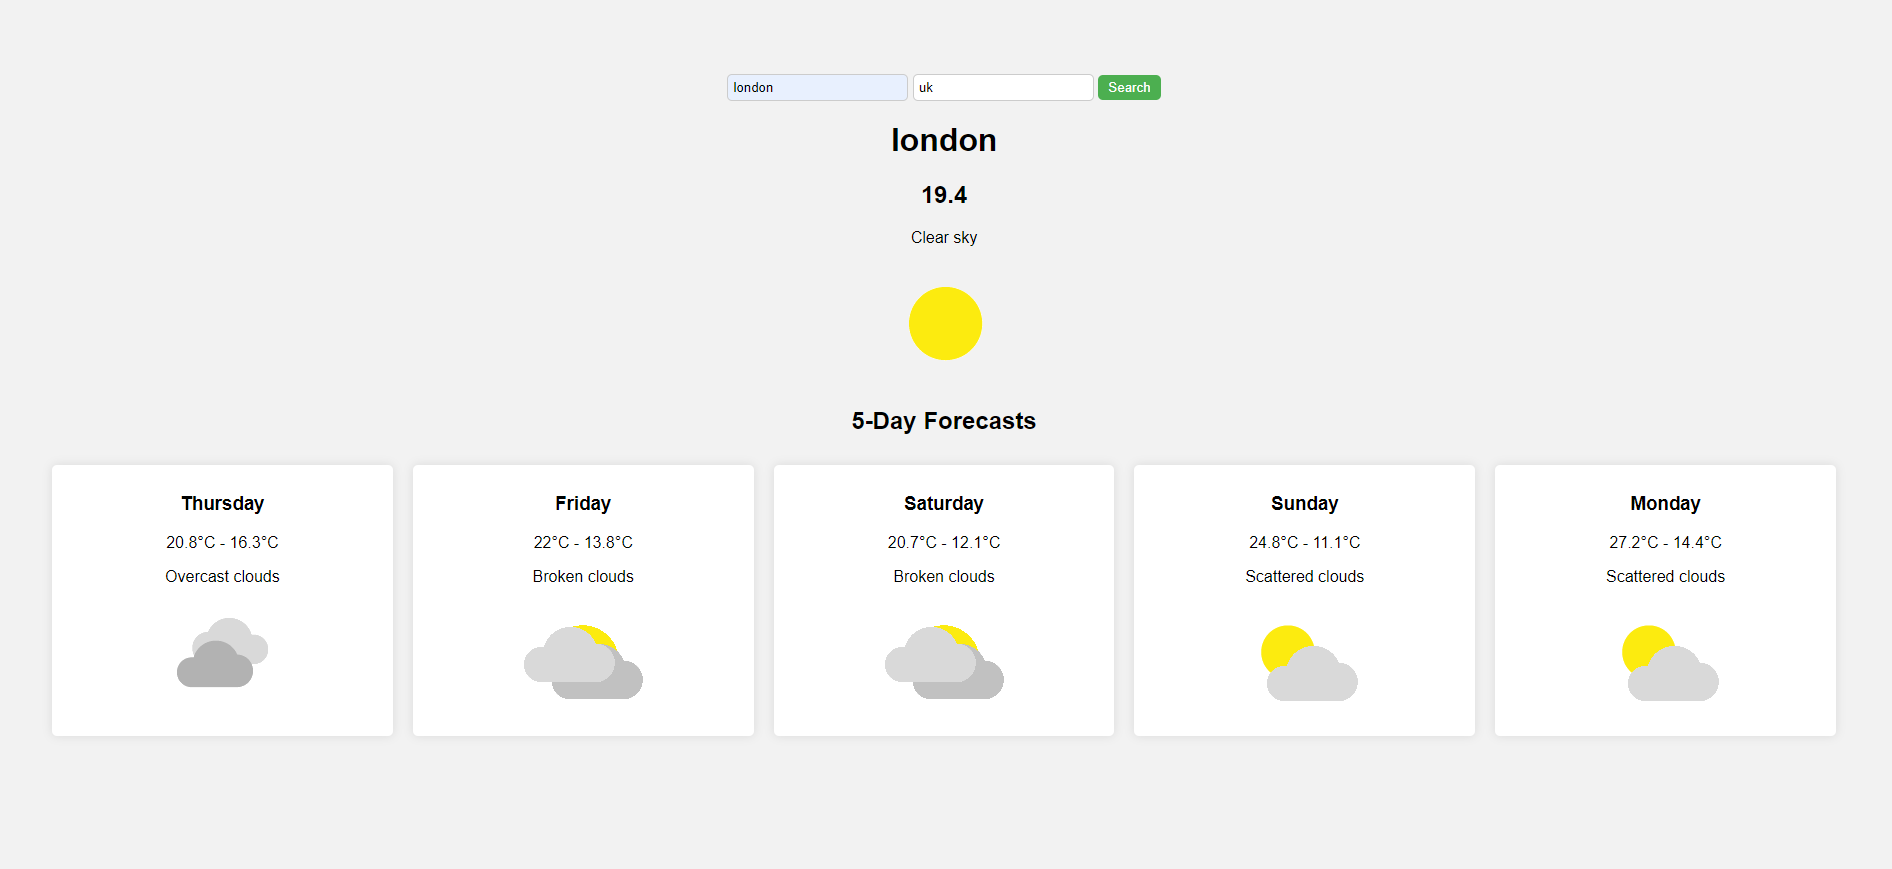 london uk Search
london
19.4
Clear sky
5-Day Forecasts
Thursday
20.8°C - 16.3°C
Overcast clouds
Friday
22°C - 13.8°C
Broken clouds
Saturday
20.7°C - 12.1°C
Broken clouds
Sunday
24.8°C - 11.1°C
Scattered clouds
Monday
27.2°C - 14.4°C
Scattered clouds